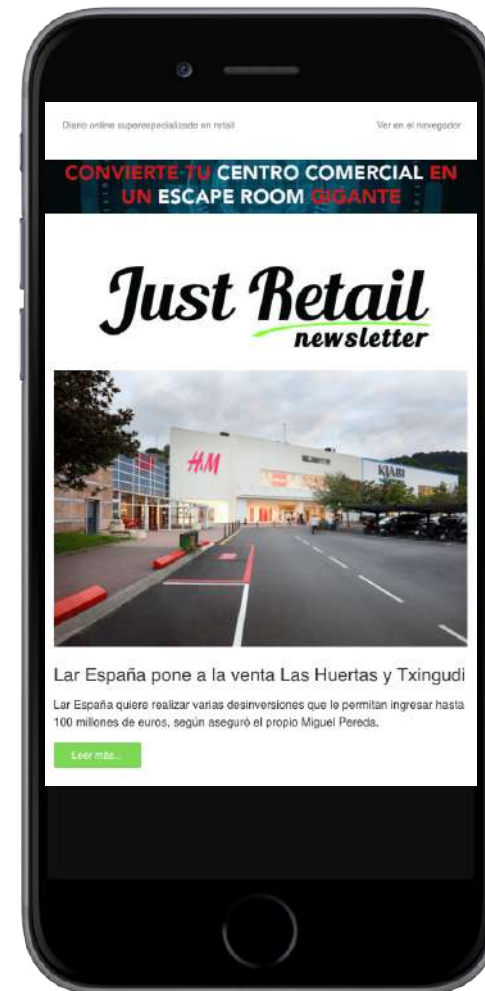 Diario online superespecializado en retail
Ver en el navegador
CONVIERTE TU CENTRO COMERCIAL EN
UN ESCAPE ROOM GIGANTE
Just Retail
newsletter
H&M
KIABI
Lar España pone a la venta Las Huertas y Txingudi
Lar España quiere realizar varias desinversiones que le permitan ingresar hasta
100 millones de euros, según aseguró el propio Miguel Pereda.
Leer más...